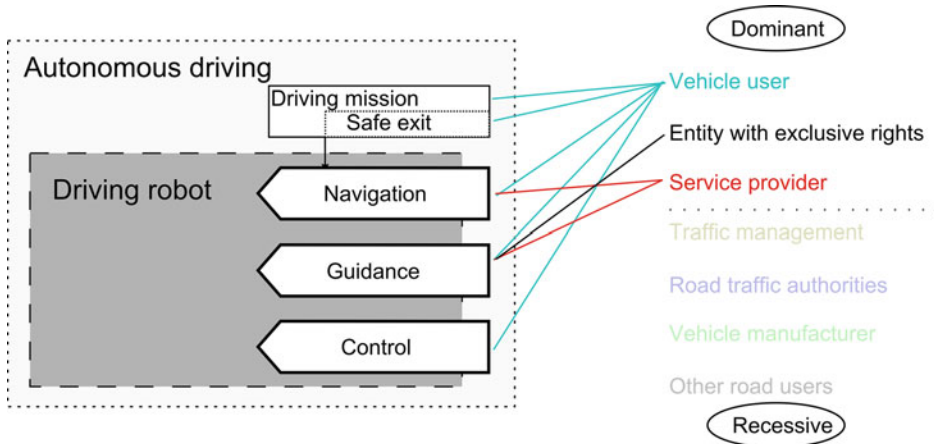 Dominant
Autonomous driving
Vehicle user
Driving mission
Safe exit
Entity with exclusive rights
Driving robot
Navigation
Service provider
Traffic management
Guidance
Road traffic authorities
Vehicle manufacturer
Control
Other road users
Recessive